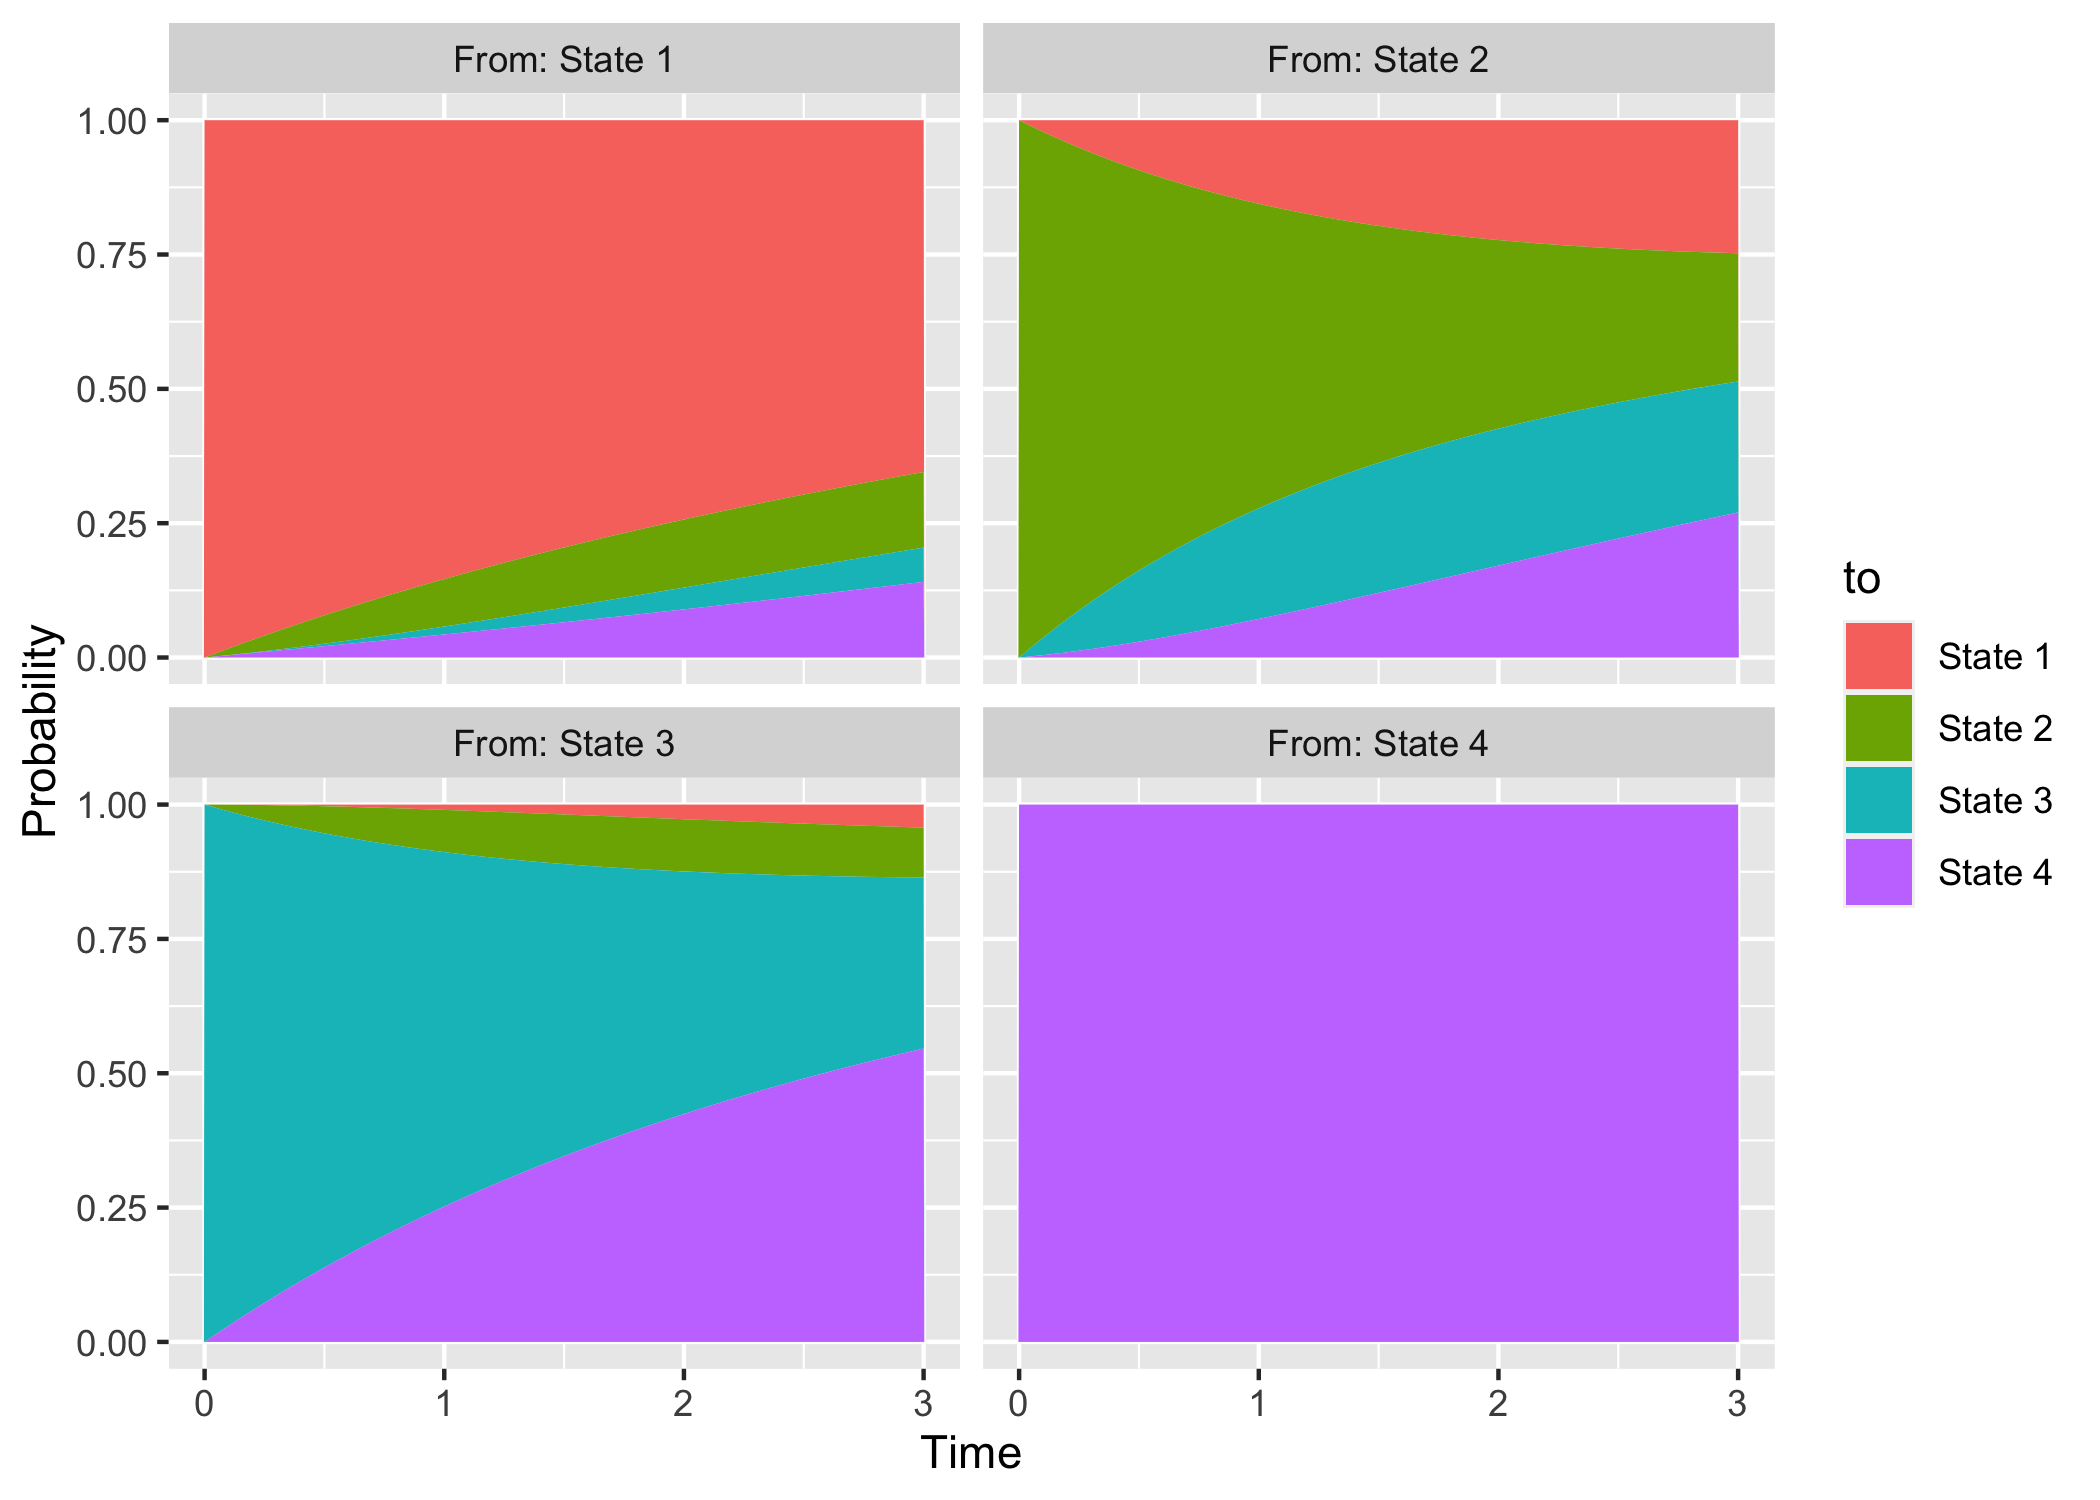 From: State 1
From: State 2
1.00
0.75
0.50
0.25
0.00
From: State 3
From: State 4
1.00
0.75
0.50
0.25
0.00
0 1 2 3
0 1 2 3
Time
Probability
to
State 1
State 2
State 3
State 4